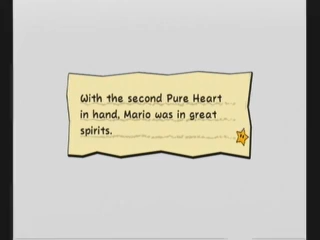 With the second Pure Heart
in hand, Mario was in great
spirits.